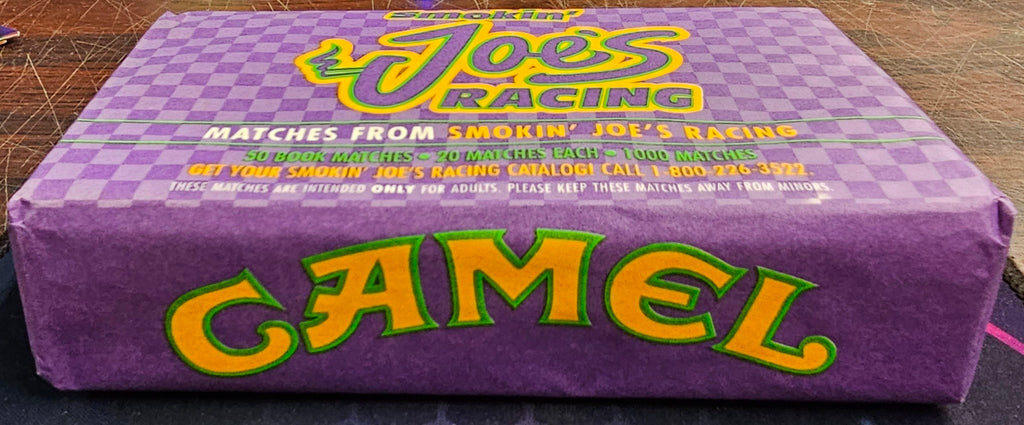 Smokin'
Joe's
RACING
MATCHES FROM SMOKIN' JOE'S RACING
50 BOOK MATCHES • 20 MATCHES EACH • 1000 MATCHES
GET YOUR SMOKIN' JOE'S RACING CATALOG! CALL 1-800-226-3522.
THESE MATCHES ARE INTENDED ONLY FOR ADULTS. PLEASE KEEP THESE MATCHES AWAY FROM MINORS.
CAMEL